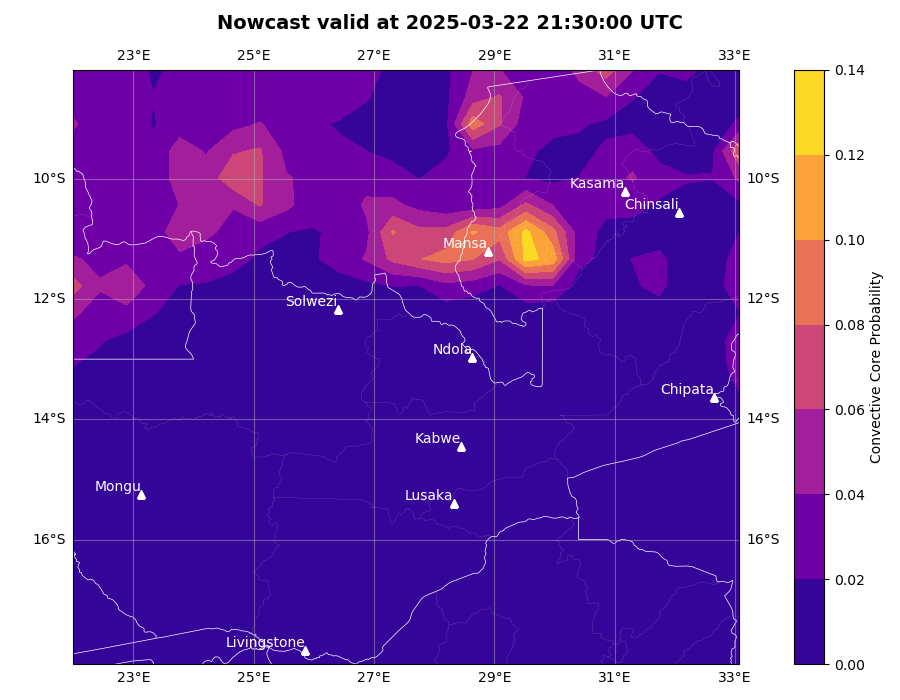 Nowcast valid at 2025-03-22 21:30:00 UTC
23°E 25°E 27°E 29°E 31°E 33°E
0.14
0.12
10°S Kasama 10°S
Chinsali
0.10
Mansa
12°S Solwezi 12°S
0.08
Ndola
Chipata
14°S 14°S
0.06
Kabwe
Mongu Lusaka
0.04
16°S 16°S
0.02
Livingstone
0.00
23°E 25°E 27°E 29°E 31°E 33°E
Convective Core Probability